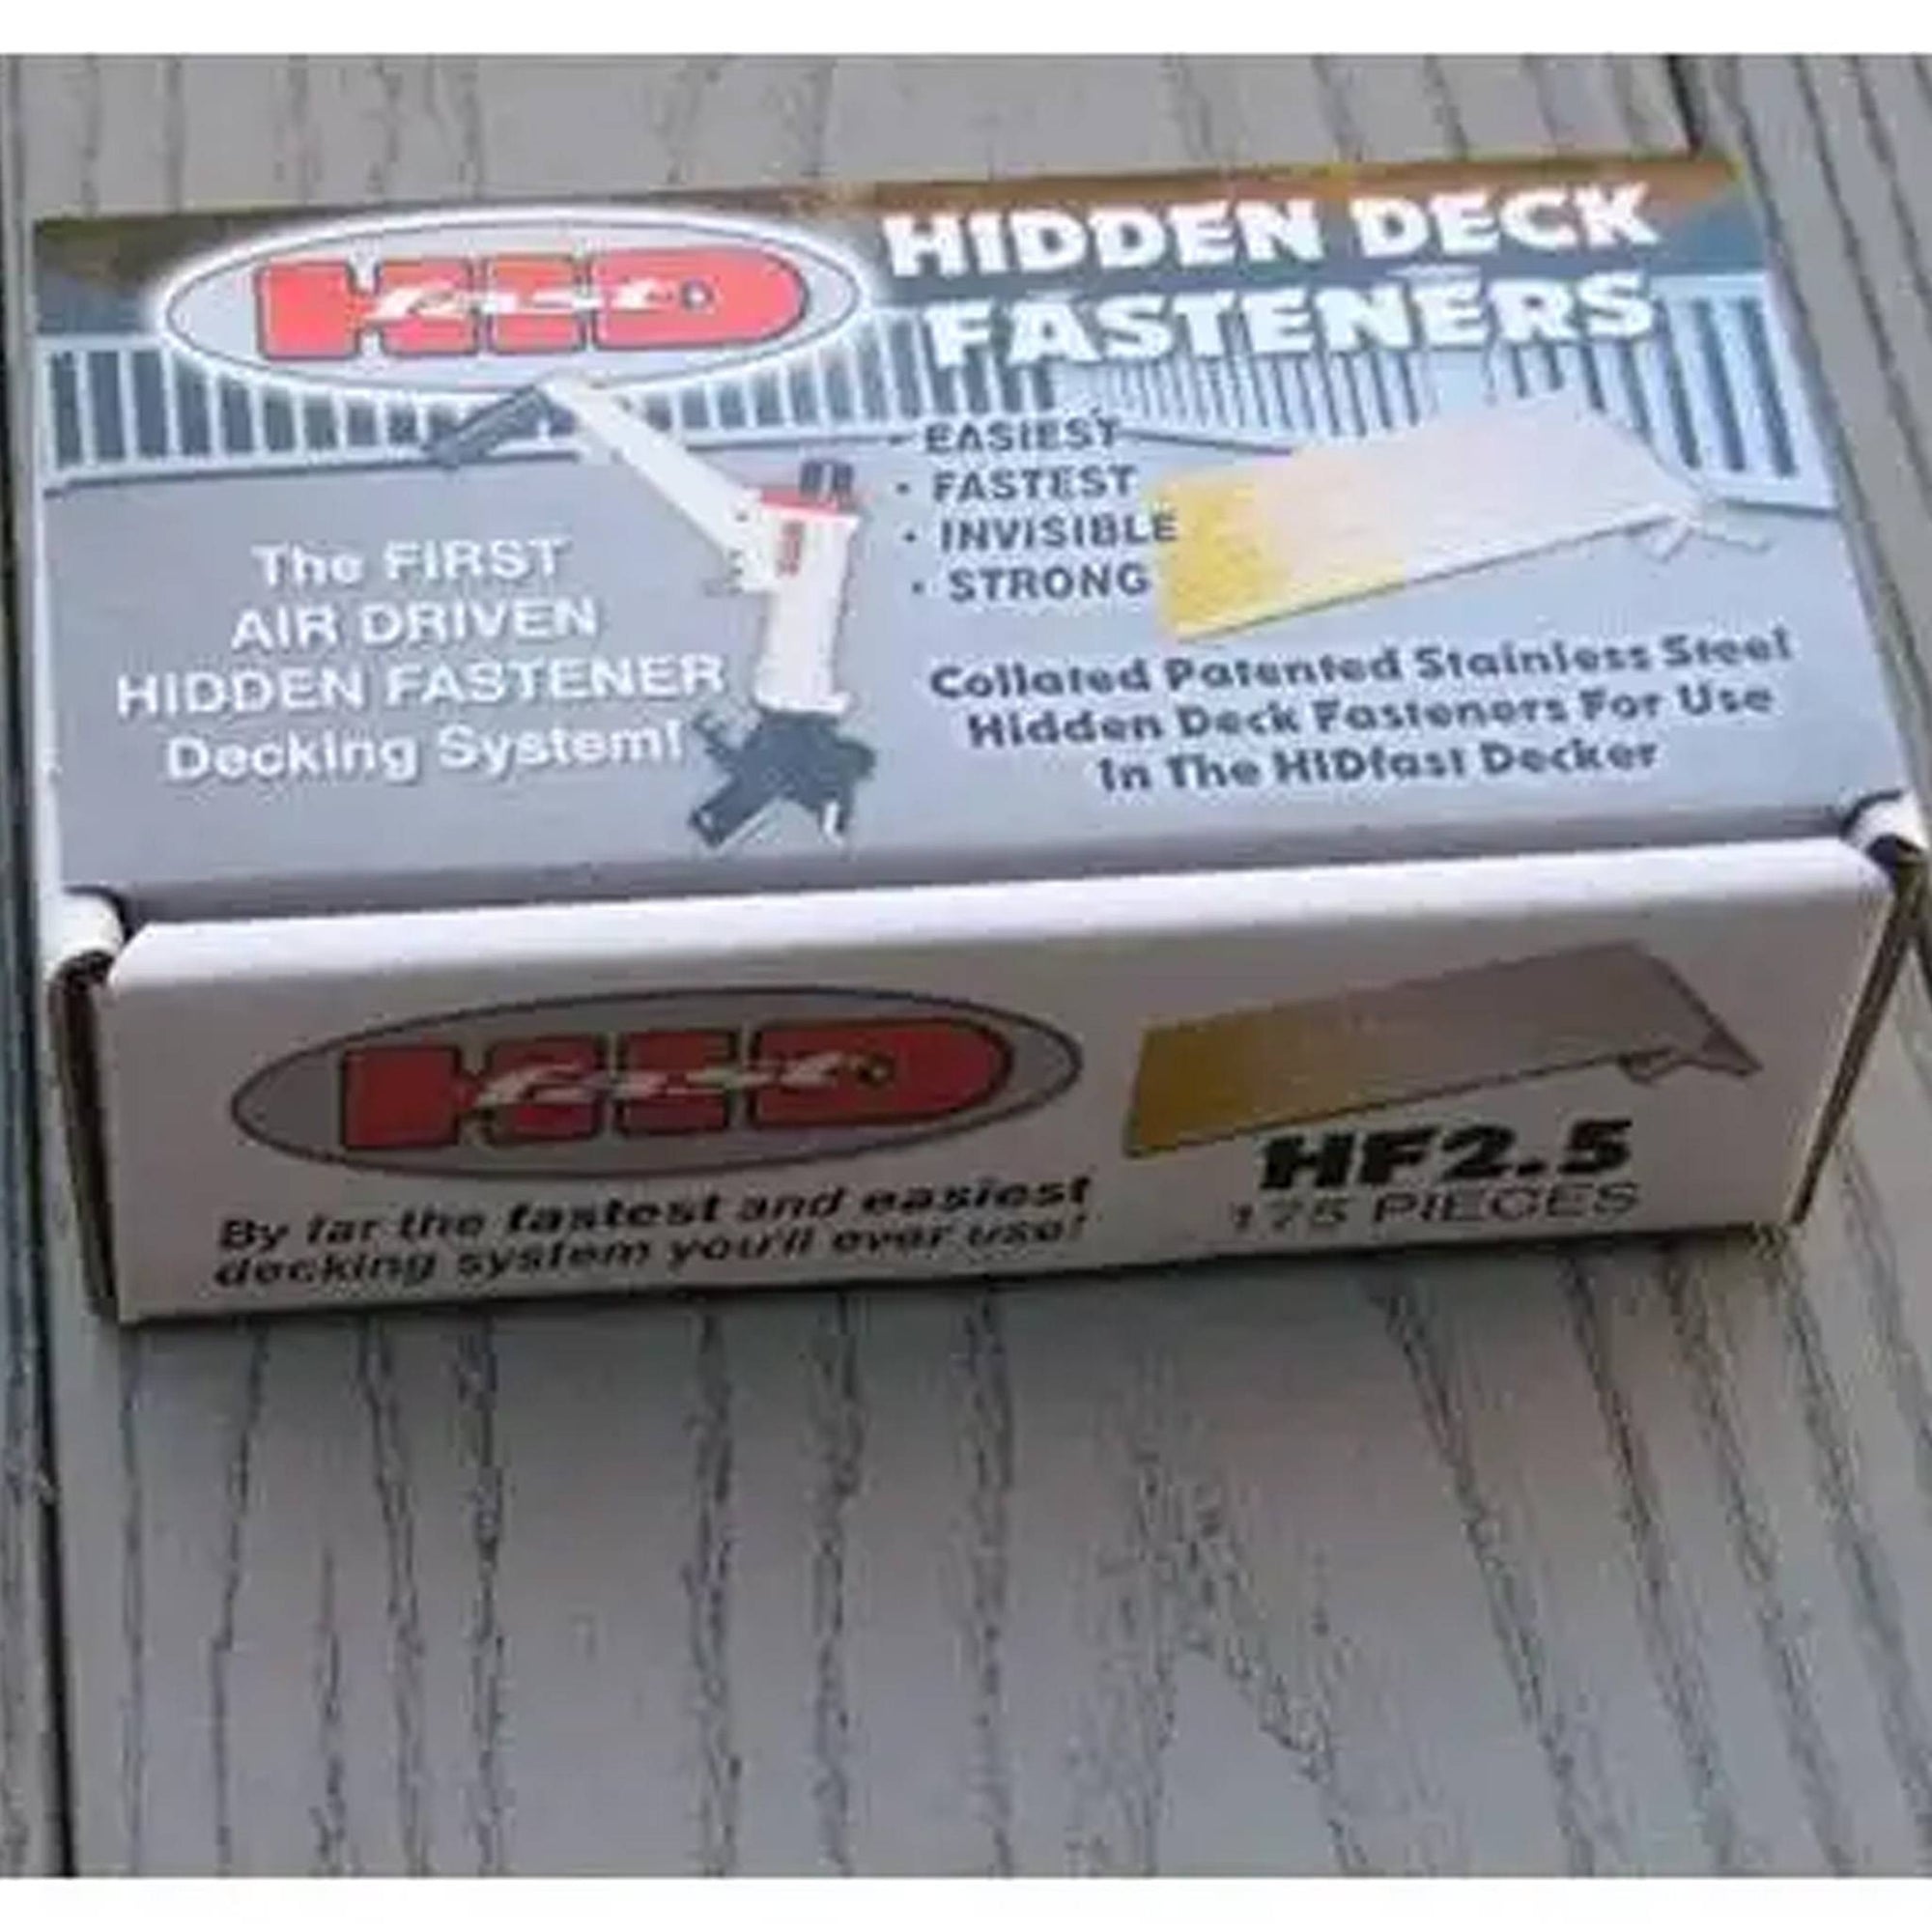 HIDfast
HIDDEN DECK
FASTENERS
· EASIEST
· FASTEST
· INVISIBLE
· STRONG
The FIRST
AIR DRIVEN
HIDDEN FASTENER
Decking System!
Collated Patented Stainless Steel
Hidden Deck Fasteners For Use
In The HIDfast Decker
HIDfast
By far the fastest and easiest
decking system you'll ever use!
HF2.5
175 PIECES